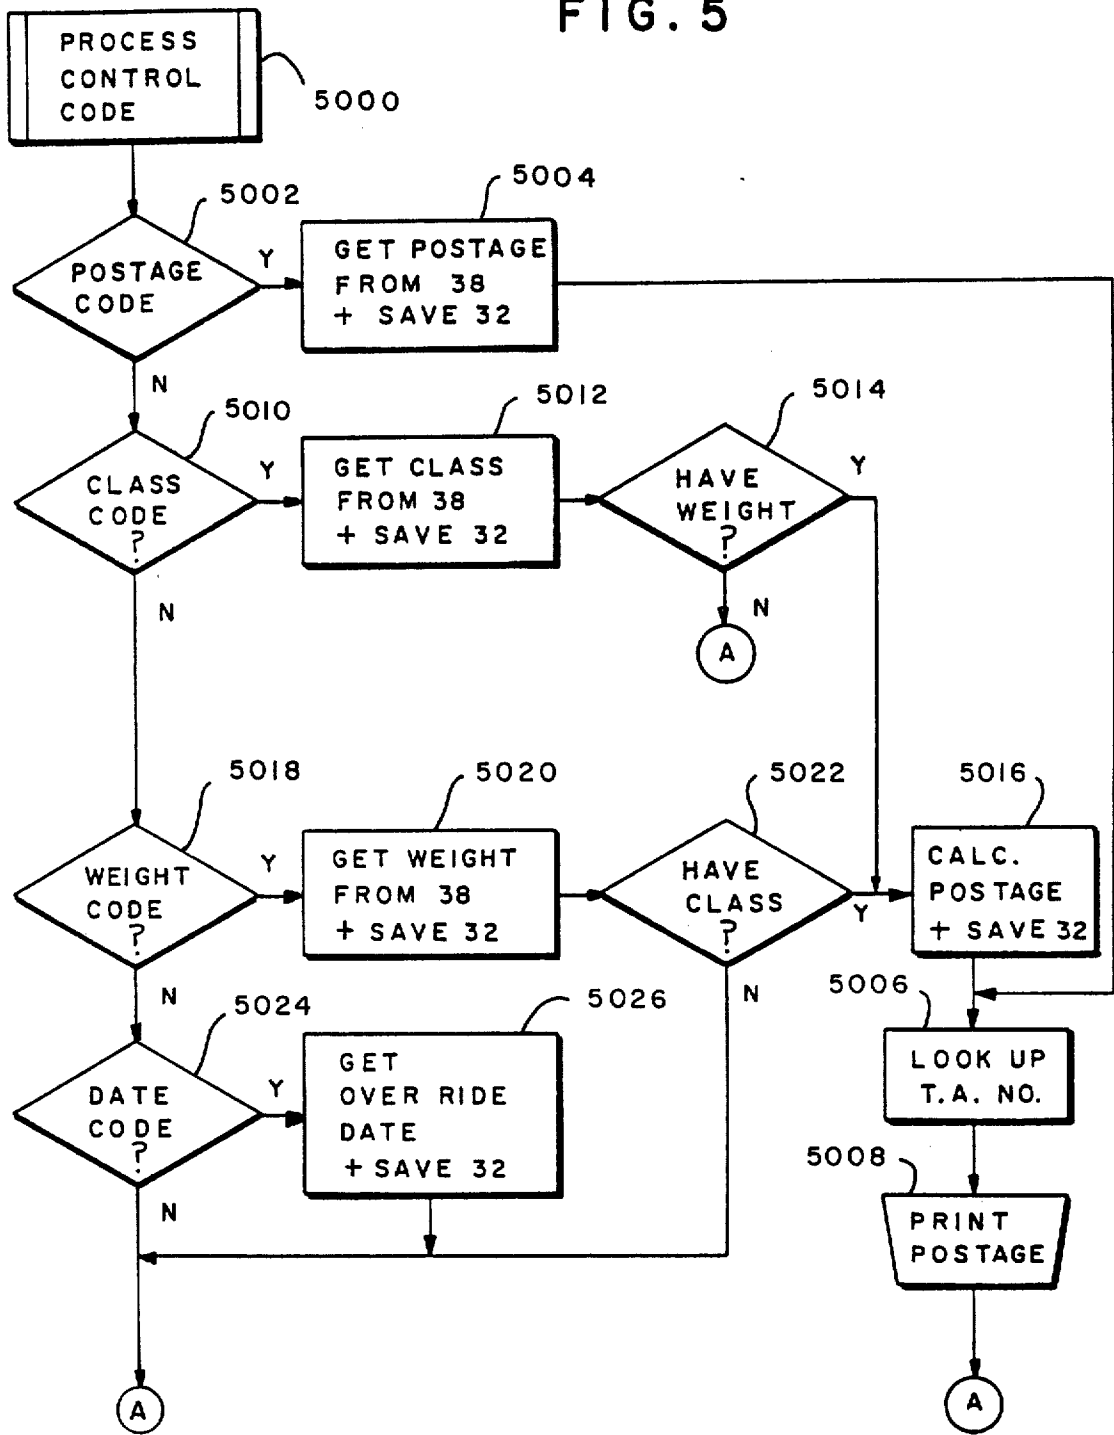 FIG. 5
PROCESS
CONTROL
CODE
5000
5002
POSTAGE
CODE
Y
N
5004
GET POSTAGE
FROM 38
+ SAVE 32
5010
CLASS
CODE
?
Y
N
5012
GET CLASS
FROM 38
+ SAVE 32
5014
HAVE
WEIGHT
?
Y
N
A
5018
WEIGHT
CODE
?
Y
N
5020
GET WEIGHT
FROM 38
+ SAVE 32
5022
HAVE
CLASS
?
Y
N
5016
CALC.
POSTAGE
+ SAVE 32
5024
DATE
CODE
?
Y
N
5026
GET
OVER RIDE
DATE
+ SAVE 32
5006
LOOK UP
T.A. NO.
5008
PRINT
POSTAGE
A
A